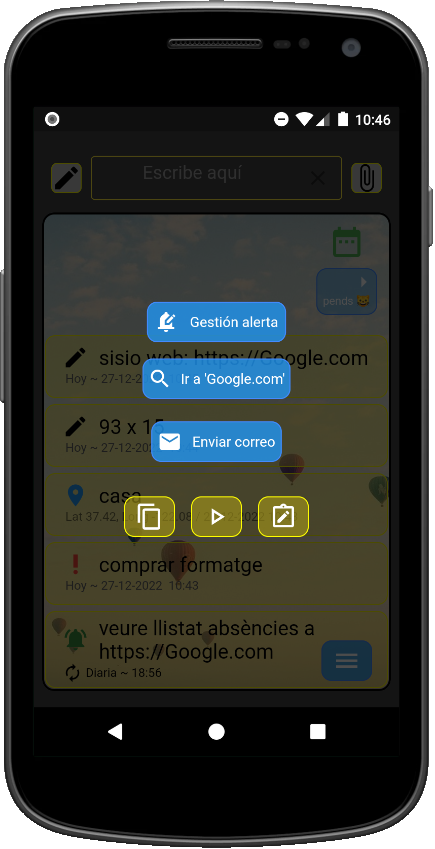 10:46
Escribe aquí
pends
Gestión alerta
sisio web: https://Google.com
Hoy ~ 27-12-2022
Ir a 'Google.com'
93 x 15
Hoy ~ 27-12-
Enviar correo
casa
Lat 37.42,
comprar formatge
Hoy ~ 27-12-2022 16:43
veure llistat absències a
https://Google.com
Diaria ~ 18:56